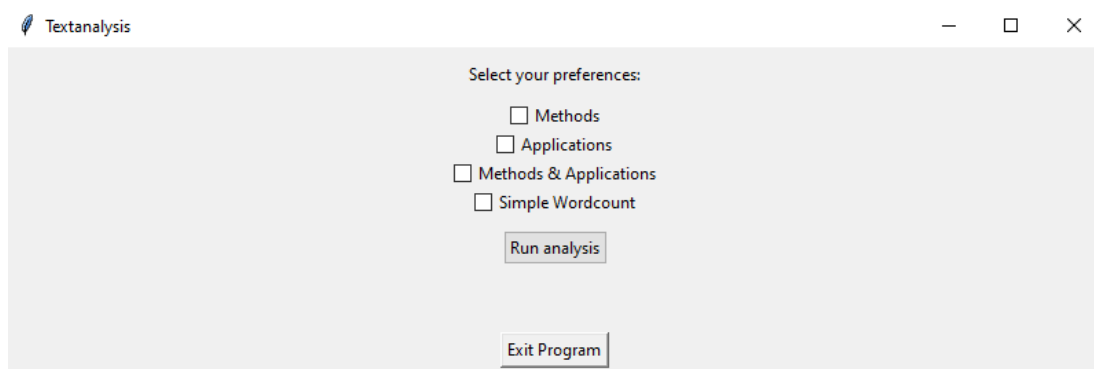 Textanalysis
Select your preferences:
Methods
Applications
Methods & Applications
Simple Wordcount
Run analysis
Exit Program